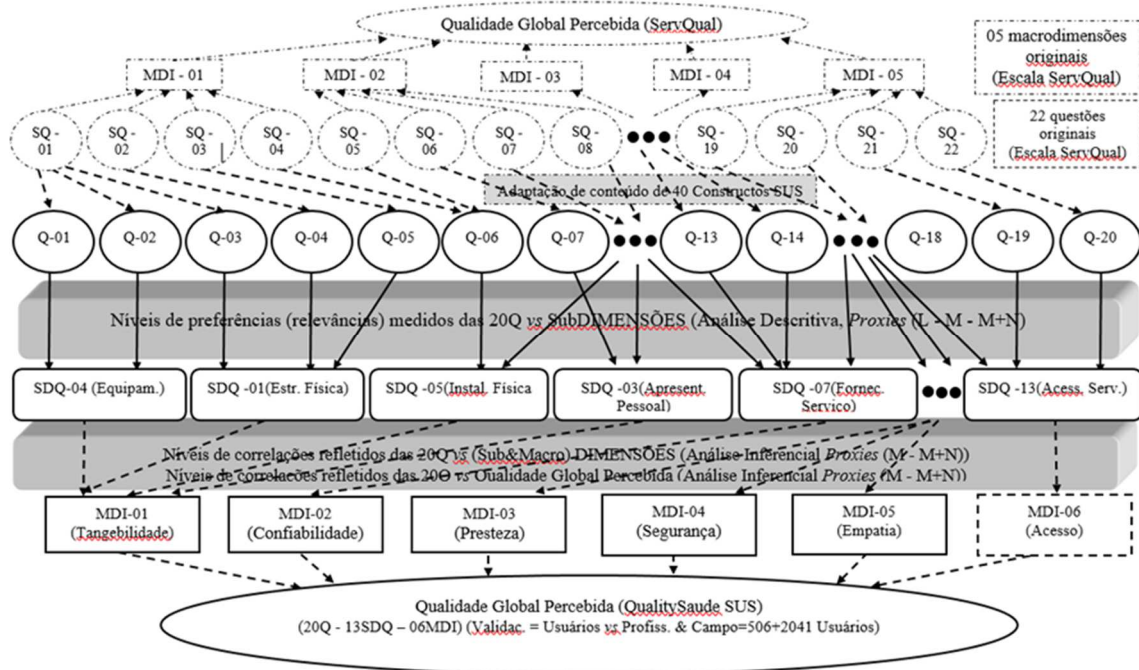 Qualidade Global Percebida (ServQual)
05 macrodimensões
originais
(Escala ServQual)
MDI - 01
MDI - 02
MDI - 03
MDI - 04
MDI - 05
22 questões
originais
(Escala ServQual)
SQ -
01
SQ
-02
SQ
-03
SQ -
04
SQ -
05
SQ -
06
SQ -
07
SQ -
08
SQ -
19
SQ -
20
SQ -
21
SQ -
22
Adaptação de conteúdo de 40 Constructos SUS
Q-01
Q-02
Q-03
Q-04
Q-05
Q-06
Q-07
Q-13
Q-14
Q-18
Q-19
Q-20
Níveis de preferências (relevâncias) medidos das 20Q vs SubDIMENSÕES (Análise Descritiva, Proxies (L - M - M+N)
SDQ-04 (Equipam.)
SDQ -01(Estr. Física)
SDQ -05(Instal. Física
SDQ -03(Apresent.
Pessoal)
SDQ -07(Fornec.
Serviço)
SDQ -13(Acess. Serv.)
Níveis de correlações refletidos das 20Q vs (Sub&Macro) DIMENSÕES (Análise Inferencial Proxies (M - M+N))
Níveis de correlações refletidos das 20Q vs Qualidade Global Percebida (Análise Inferencial Proxies (M - M+N))
MDI-01
(Tangebilidade)
MDI-02
(Confiabilidade)
MDI-03
(Presteza)
MDI-04
(Segurança)
MDI-05
(Empatia)
MDI-06
(Acesso)
Qualidade Global Percebida (QualitySaude SUS)
(20Q - 13SDQ – 06MDI) (Validac. = Usuários vs Profiss. & Campo=506+2041 Usuários)